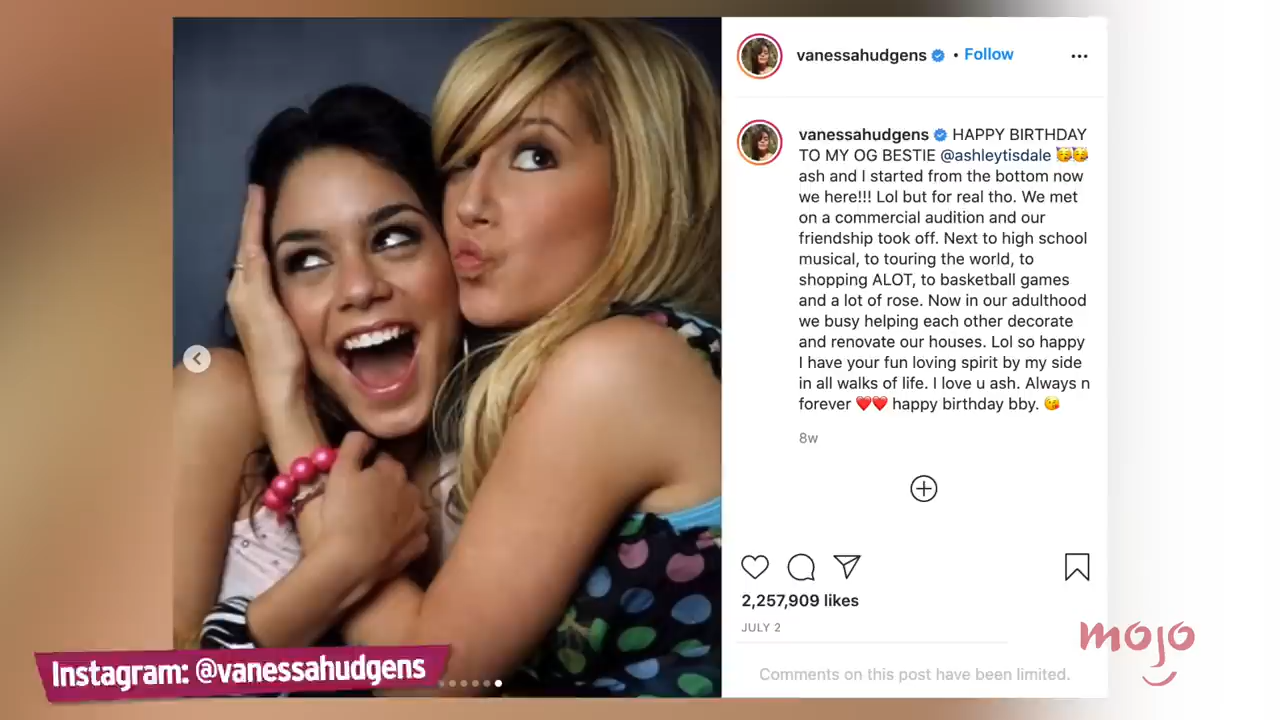 vanessahudgens • Follow
vanessahudgens HAPPY BIRTHDAY
TO MY OG BESTIE @ashleytisdale 🥳🥳
ash and I started from the bottom now
we here!!! Lol but for real tho. We met
on a commercial audition and our
friendship took off. Next to high school
musical, to touring the world, to
shopping ALOT, to basketball games
and a lot of rose. Now in our adulthood
we busy helping each other decorate
and renovate our houses. Lol so happy
I have your fun loving spirit by my side
in all walks of life. I love u ash. Always n
forever ❤️❤️ happy birthday bby. 😘
8w
2,257,909 likes
JULY 2
Comments on this post have been limited.
Instagram: @vanessahudgens
mojo